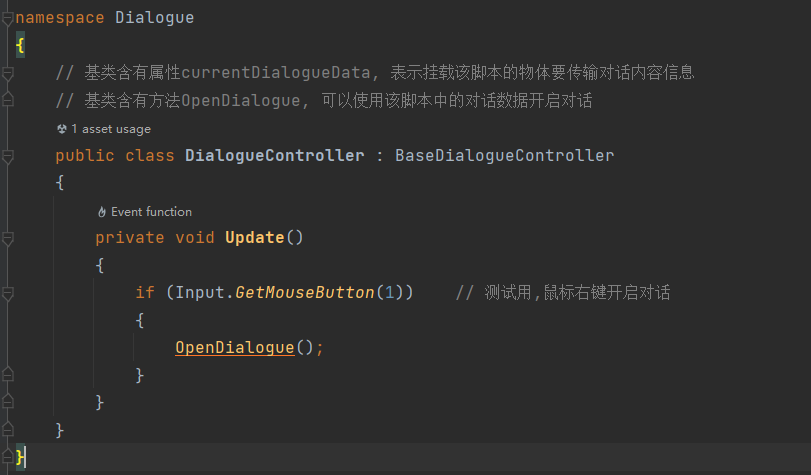 namespace Dialogue
{
// 基类含有属性currentDialogueData, 表示挂载该脚本的物体要传输对话内容信息
// 基类含有方法OpenDialogue, 可以使用该脚本中的对话数据开启对话
1 asset usage
public class DialogueController : BaseDialogueController
{
Event function
private void Update()
{
if (Input.GetMouseButton(1)) // 测试用,鼠标右键开启对话
{
OpenDialogue();
}
}
}
}